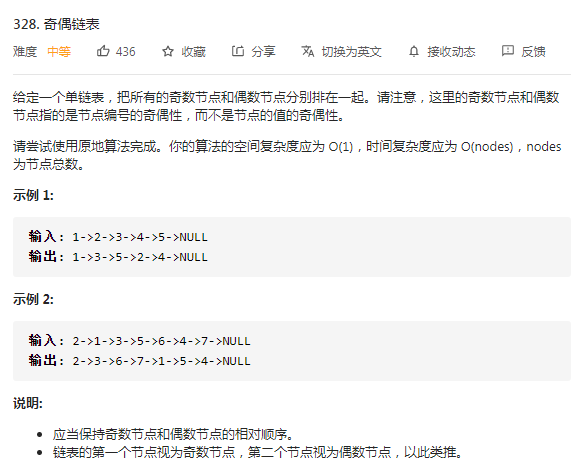 328. 奇偶链表
难度 中等 436 收藏 分享 切换为英文 接收动态 反馈
给定一个单链表，把所有的奇数节点和偶数节点分别排在一起。请注意，这里的奇数节点和偶数
节点指的是节点编号的奇偶性，而不是节点的值的奇偶性。
请尝试使用原地算法完成。你的算法的空间复杂度应为 O(1)，时间复杂度应为 O(nodes)，nodes
为节点总数。
示例 1:
输入: 1->2->3->4->5->NULL
输出: 1->3->5->2->4->NULL
示例 2:
输入: 2->1->3->5->6->4->7->NULL
输出: 2->3->6->7->1->5->4->NULL
说明:
• 应当保持奇数节点和偶数节点的相对顺序。
• 链表的第一个节点视为奇数节点，第二个节点视为偶数节点，以此类推。